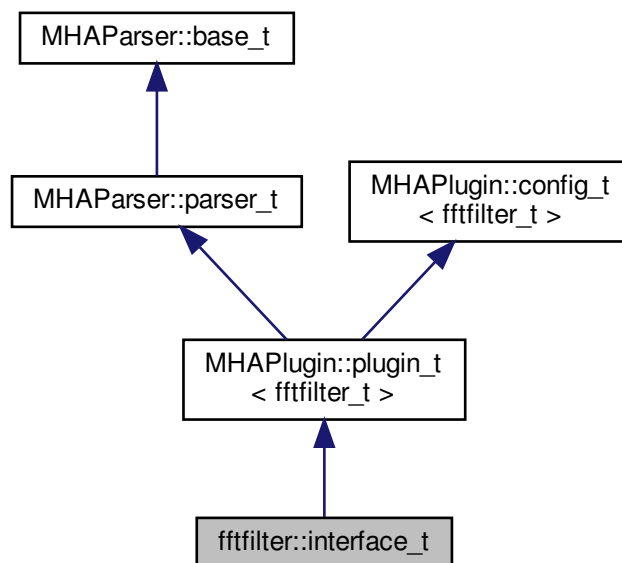 MHAParser::base_t
MHAParser::parser_t
MHAPlugin::config_t
< fftfilter_t >
MHAPlugin::plugin_t
< fftfilter_t >
fftfilter::interface_t